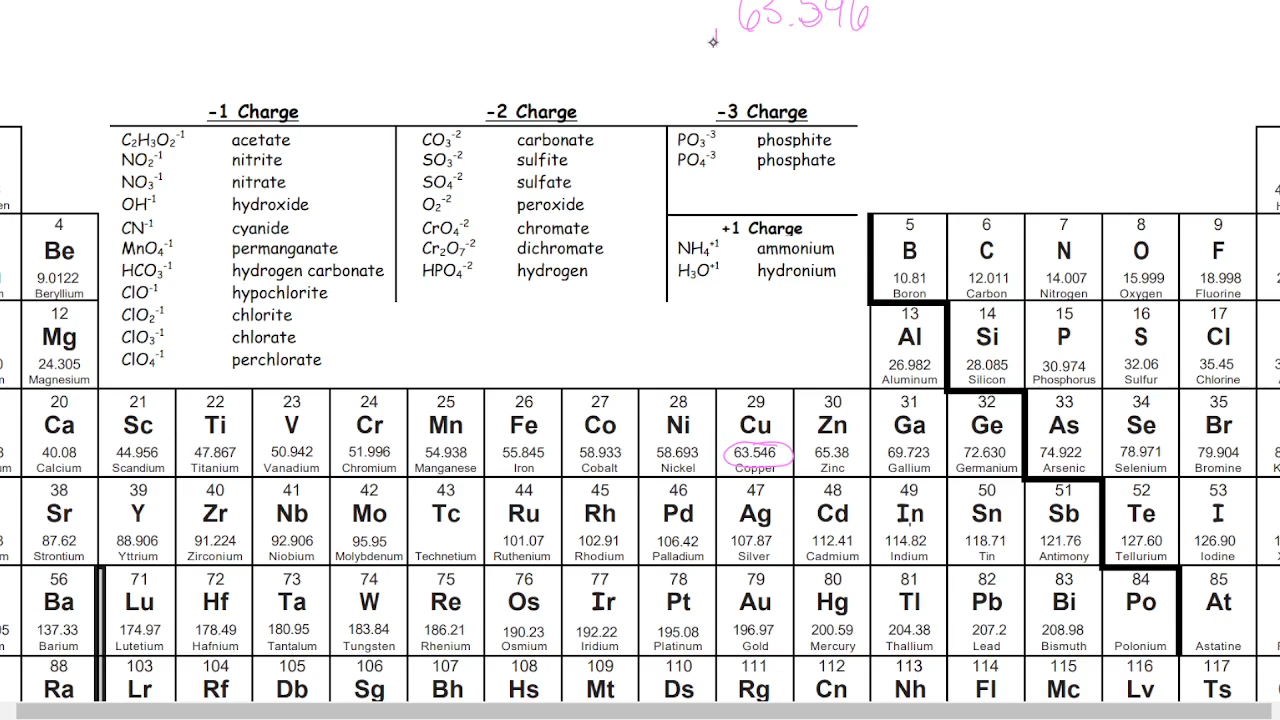 63.546
-1 Charge -2 Charge -3 Charge
C2H3O2-1 acetate CO3-2 carbonate PO3-3 phosphite
NO2-1 nitrite SO3-2 sulfite PO4-3 phosphate
NO3-1 nitrate SO4-2 sulfate
OH-1 hydroxide O2-2 peroxide
CN-1 cyanide CrO4-2 chromate +1 Charge
MnO4-1 permanganate Cr2O7-2 dichromate NH4+1 ammonium
HCO3-1 hydrogen carbonate HPO4-2 hydrogen H3O+1 hydronium
ClO-1 hypochlorite
ClO2-1 chlorite
ClO3-1 chlorate
ClO4-1 perchlorate
4 5 6 7 8 9
Be B C N O F
9.0122 10.81 12.011 14.007 15.999 18.998
Beryllium Boron Carbon Nitrogen Oxygen Fluorine
12 13 14 15 16 17
Mg Al Si P S Cl
24.305 26.982 28.085 30.974 32.06 35.45
Magnesium Aluminum Silicon Phosphorus Sulfur Chlorine
20 21 22 23 24 25 26 27 28 29 30 31 32 33 34 35
Ca Sc Ti V Cr Mn Fe Co Ni Cu Zn Ga Ge As Se Br
40.08 44.956 47.867 50.942 51.996 54.938 55.845 58.933 58.693 63.546 65.38 69.723 72.630 74.922 78.971 79.904
Calcium Scandium Titanium Vanadium Chromium Manganese Iron Cobalt Nickel Copper Zinc Gallium Germanium Arsenic Selenium Bromine
38 39 40 41 42 43 44 45 46 47 48 49 50 51 52 53
Sr Y Zr Nb Mo Tc Ru Rh Pd Ag Cd In Sn Sb Te I
87.62 88.906 91.224 92.906 95.95 101.07 102.91 106.42 107.87 112.41 114.82 118.71 121.76 127.60 126.90
Strontium Yttrium Zirconium Niobium Molybdenum Technetium Ruthenium Rhodium Palladium Silver Cadmium Indium Tin Antimony Tellurium Iodine
56 71 72 73 74 75 76 77 78 79 80 81 82 83 84 85
Ba Lu Hf Ta W Re Os Ir Pt Au Hg Tl Pb Bi Po At
137.33 174.97 178.49 180.95 183.84 186.21 190.23 192.22 195.08 196.97 200.59 204.38 207.2 208.98
Barium Lutetium Hafnium Tantalum Tungsten Rhenium Osmium Iridium Platinum Gold Mercury Thallium Lead Bismuth Polonium Astatine
88 103 104 105 106 107 108 109 110 111 112 113 114 115 116 117
Ra Lr Rf Db Sg Bh Hs Mt Ds Rg Cn Nh Fl Mc Lv Ts